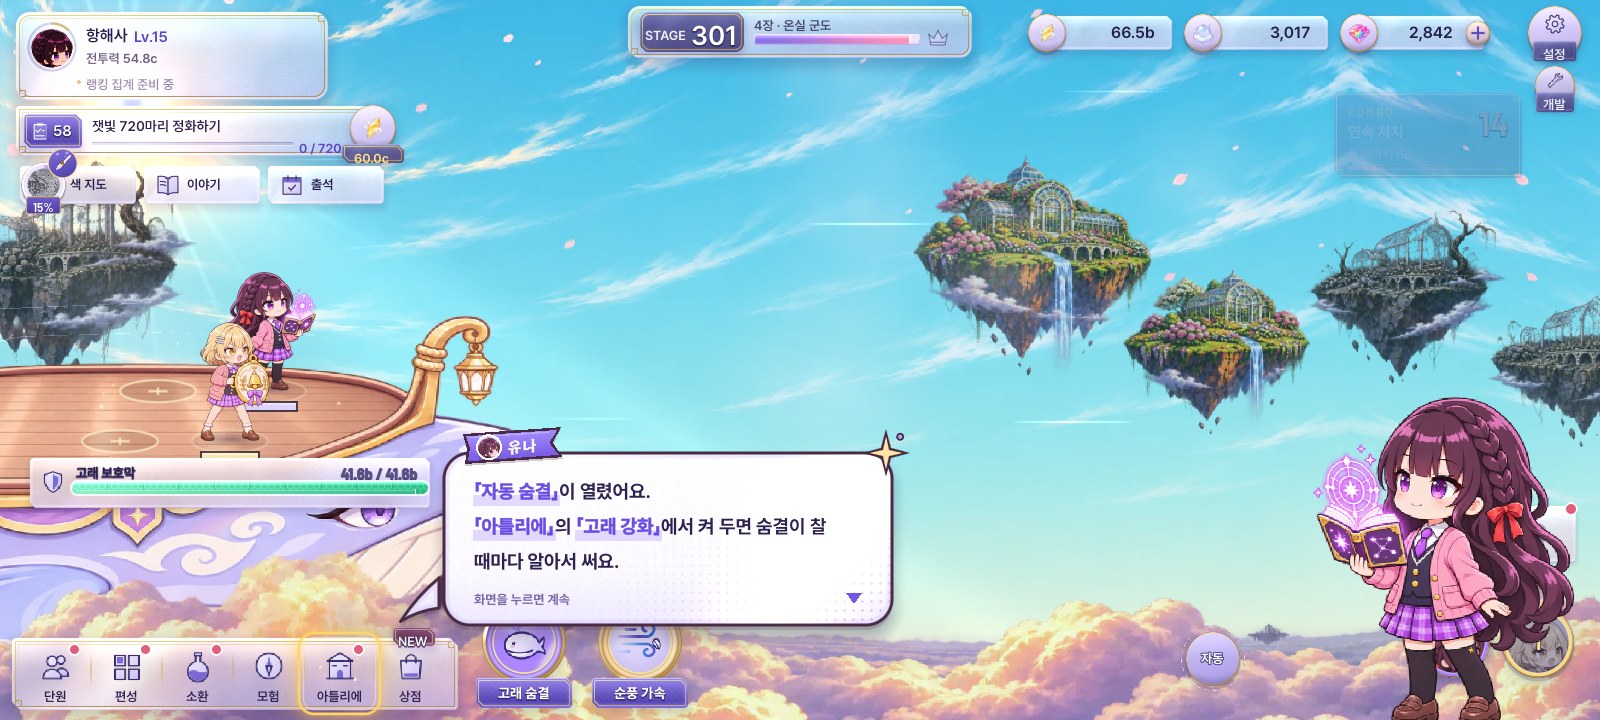 항해사 Lv.15
전투력 54.8c
랭킹 집계 준비 중
58 잿빛 720마리 정화하기
0 / 720
60.0c
색 지도
15%
이야기
출석
STAGE 301
4장 · 온실 군도
66.5b
3,017
2,842
설정
개발
COMBO
연속 처치
14
고래 보호막
41.6b / 41.6b
유나
『자동 숨결』이 열렸어요.
『아틀리에』의 『고래 강화』에서 켜 두면 숨결이 찰
때마다 알아서 써요.
화면을 누르면 계속
단원
편성
소환
모험
아틀리에
NEW
상점
고래 숨결
순풍 가속
자동